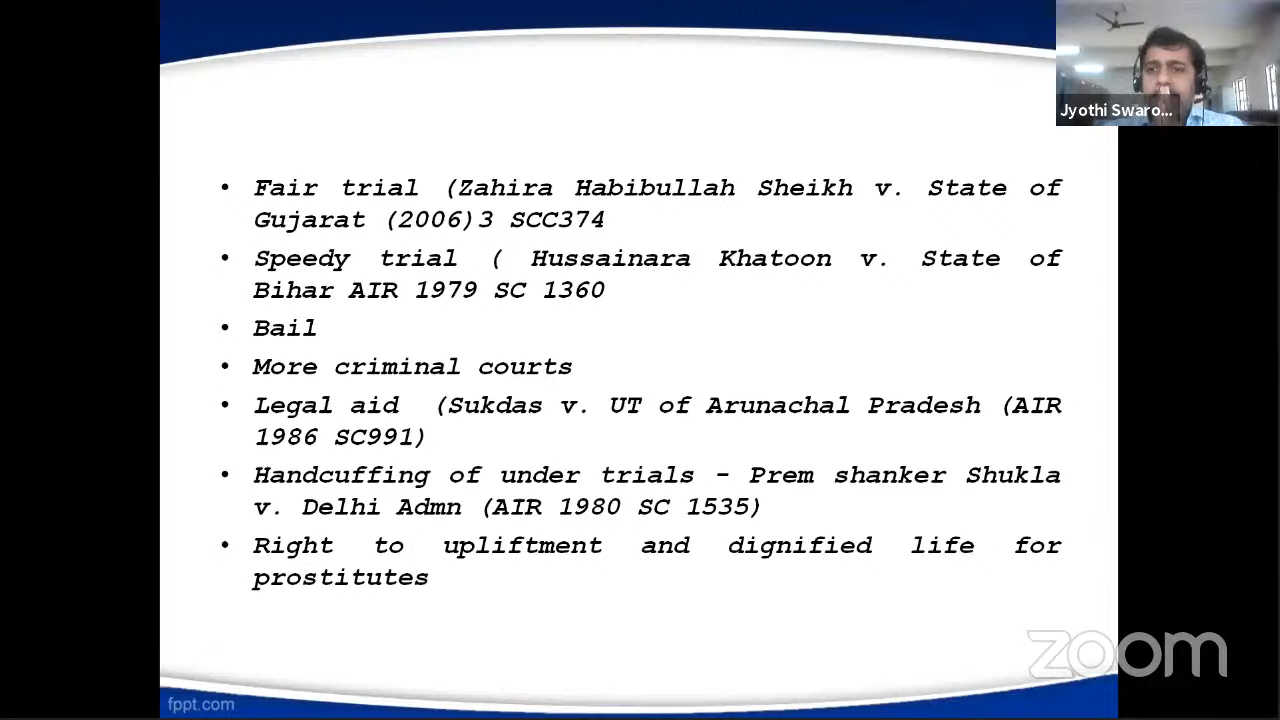 Jyothi Swaro...
• Fair trial (Zahira Habibullah Sheikh v. State of
Gujarat (2006)3 SCC374
• Speedy trial ( Hussainara Khatoon v. State of
Bihar AIR 1979 SC 1360
• Bail
• More criminal courts
• Legal aid (Sukdas v. UT of Arunachal Pradesh (AIR
1986 SC991)
• Handcuffing of under trials - Prem shanker Shukla
v. Delhi Admn (AIR 1980 SC 1535)
• Right to upliftment and dignified life for
prostitutes
zoom
fppt.com